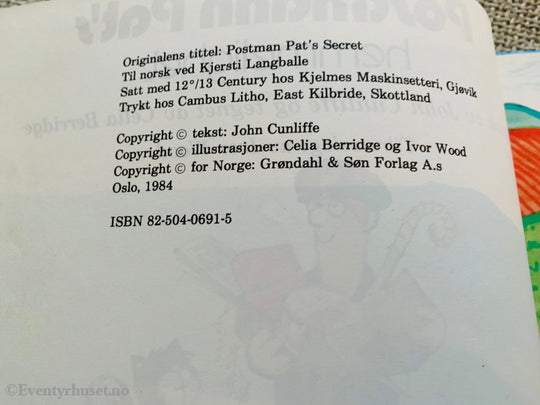 Originalens tittel: Postman Pat's Secret
Til norsk ved Kjersti Langballe
Satt med 12°/13 Century hos Kjelmes Maskinsetteri, Gjøvik
Trykt hos Cambus Litho, East Kilbride, Skottland
Copyright © tekst: John Cunliffe
Copyright © illustrasjoner: Celia Berridge og Ivor Wood
Copyright © for Norge: Grøndahl & Søn Forlag A.s
Oslo, 1984
ISBN 82-504-0691-5
©Eventyrhuset.no